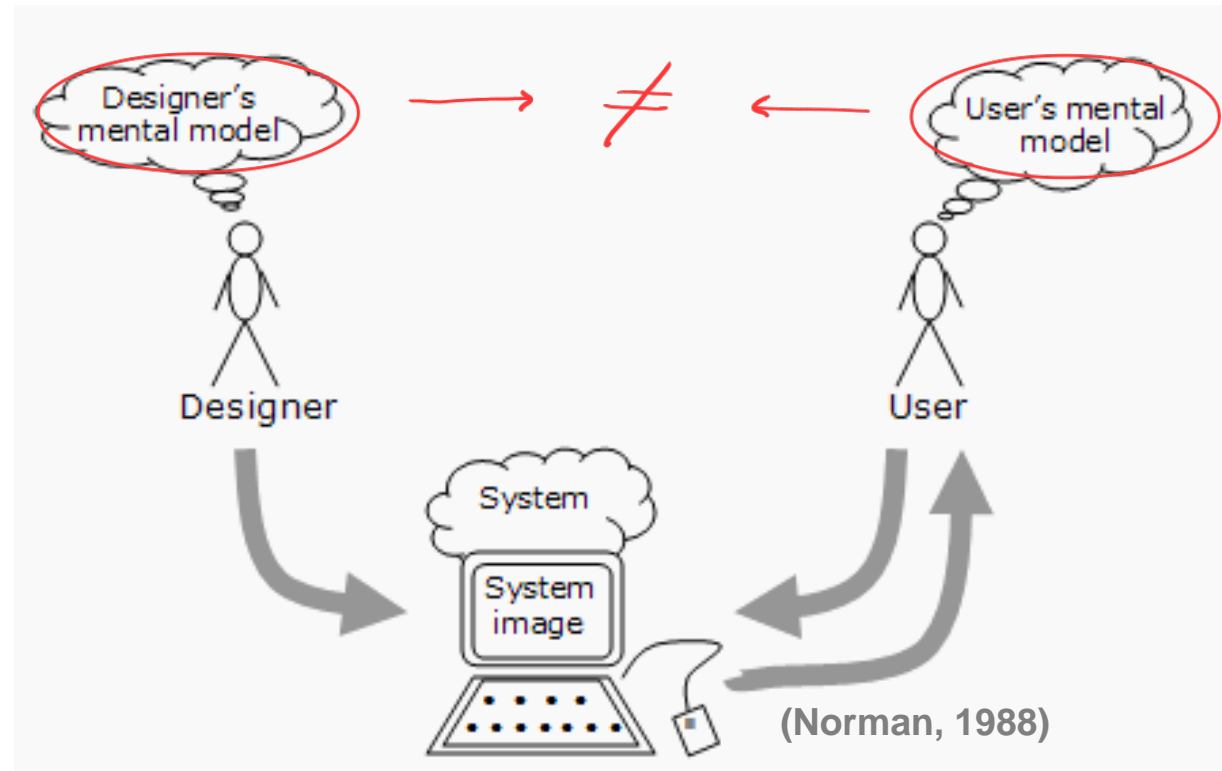 Designer's
mental model
≠
User's mental
model
Designer
User
System
System
image
(Norman, 1988)